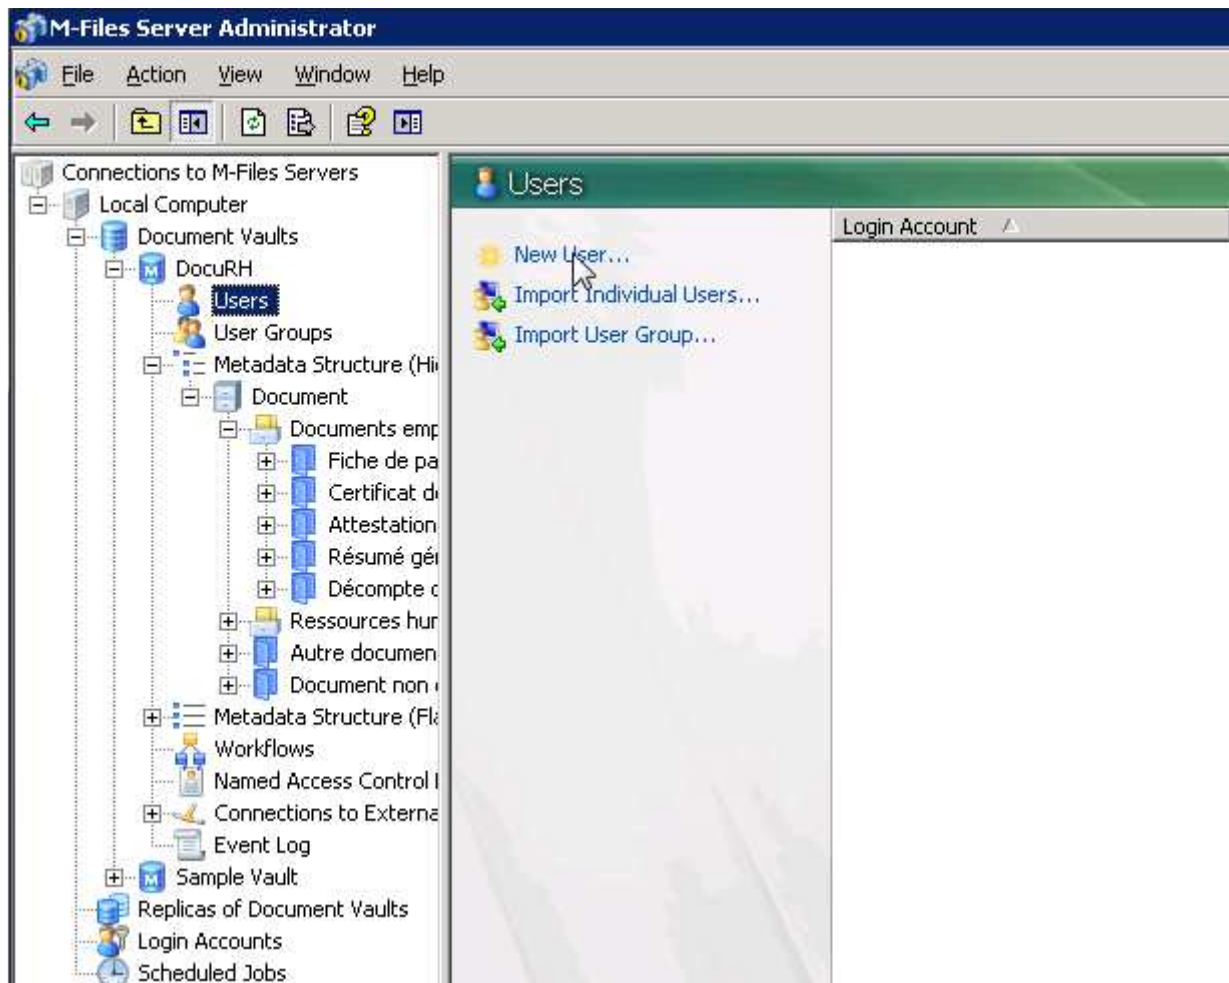 M-Files Server Administrator
File Action View Window Help
Connections to M-Files Servers
Local Computer
Document Vaults
DocuRH
Users
User Groups
Metadata Structure (Hi
Document
Documents emp
Fiche de pa
Certificat d
Attestation
Résumé gé
Décompte
Ressources hur
Autre documen
Document non
Metadata Structure (Fla
Workflows
Named Access Control
Connections to Externa
Event Log
Sample Vault
Replicas of Document Vaults
Login Accounts
Scheduled Jobs
Users
New User...
Import Individual Users...
Import User Group...
Login Account